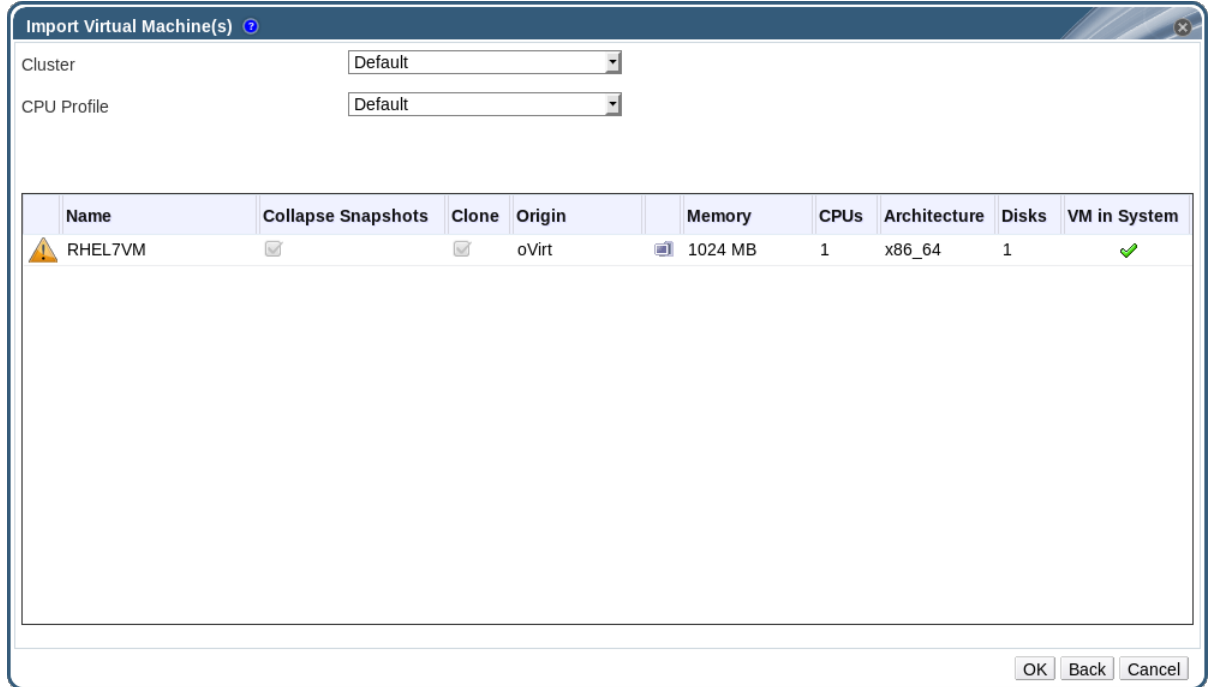 Import Virtual Machine(s) ?
Cluster Default
CPU Profile Default
Name Collapse Snapshots Clone Origin Memory CPUs Architecture Disks VM in System
RHEL7VM oVirt 1024 MB 1 x86_64 1
OK Back Cancel